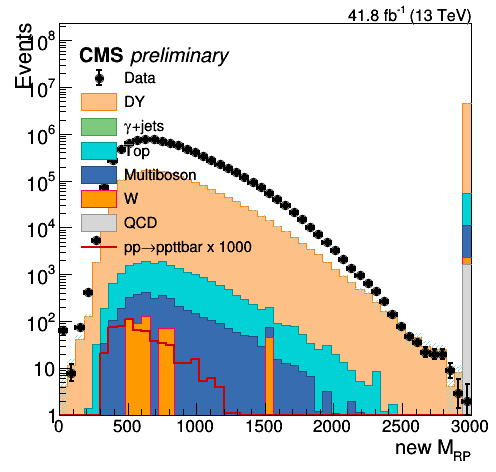 41.8 fb⁻¹ (13 TeV)
Events
CMS preliminary
Data
DY
γ+jets
Top
Multiboson
W
QCD
pp→ppttbar x 1000
10⁸
10⁷
10⁶
10⁵
10⁴
10³
10²
10
1
0 500 1000 1500 2000 2500 3000
new M_RP